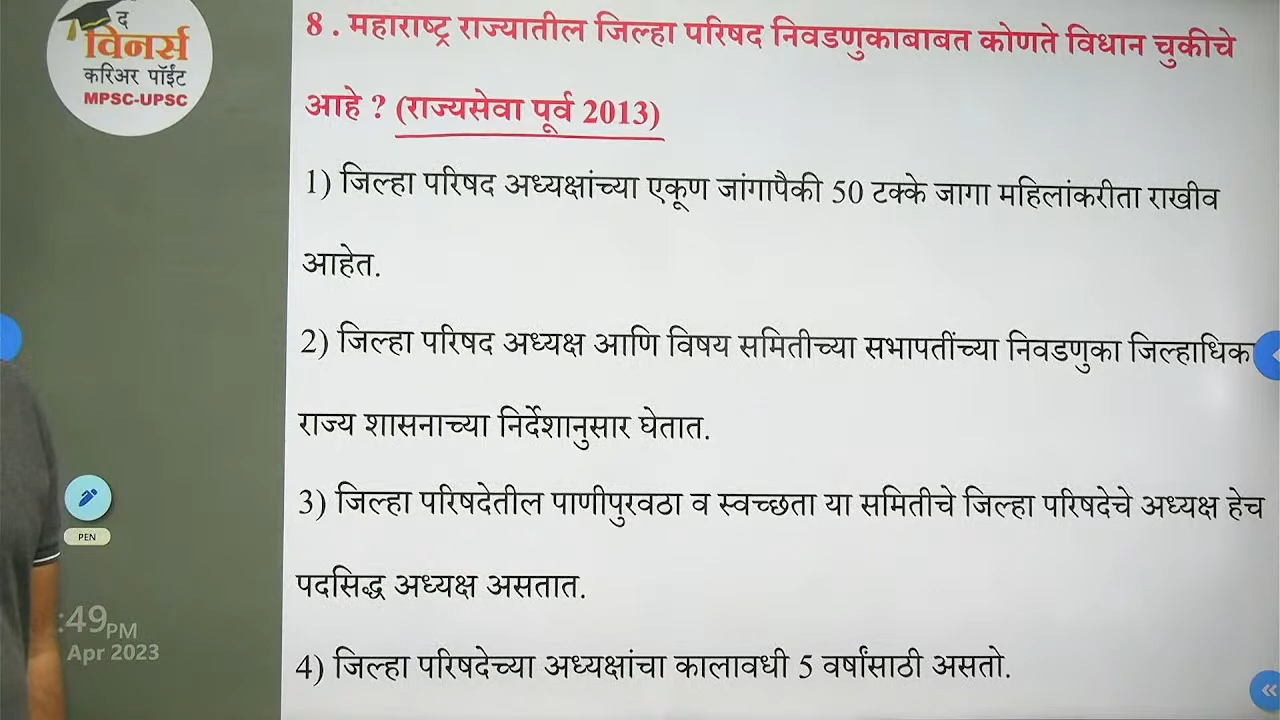 द
विनर्स
करिअर पॉईंट
MPSC-UPSC
8 . महाराष्ट्र राज्यातील जिल्हा परिषद निवडणुकाबाबत कोणते विधान चुकीचे
आहे ? (राज्यसेवा पूर्व 2013)
1) जिल्हा परिषद अध्यक्षांच्या एकूण जांगापैकी 50 टक्के जागा महिलांकरीता राखीव
आहेत.
2) जिल्हा परिषद अध्यक्ष आणि विषय समितीच्या सभापतींच्या निवडणुका
राज्य शासनाच्या निर्देशानुसार घेतात.
3) जिल्हा परिषदेतील पाणीपुरवठा व स्वच्छता या समितीचे जिल्हा परिषदेचे अध्यक्ष हेच
पदसिद्ध अध्यक्ष असतात.
4) जिल्हा परिषदेच्या अध्यक्षांचा कालावधी 5 वर्षांसाठी असतो.
PEN
:49 PM
Apr 2023